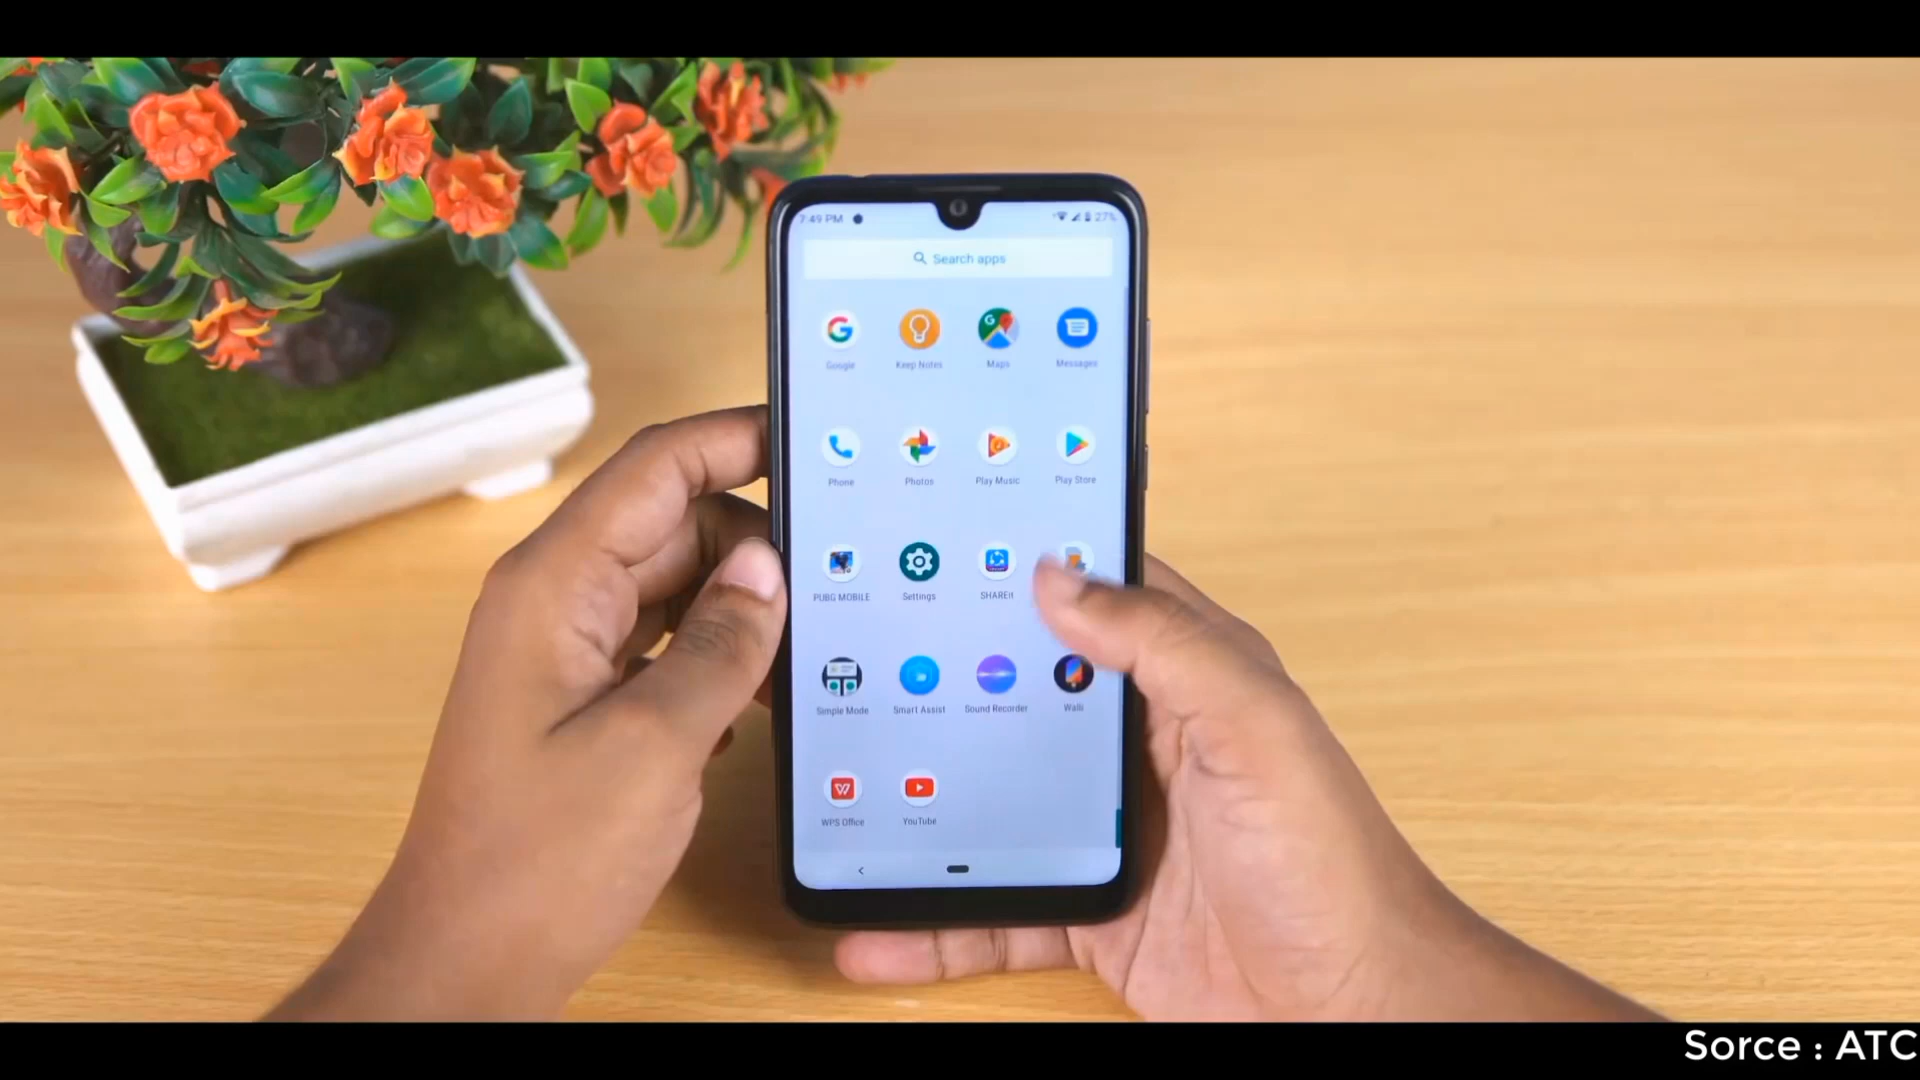 7:49 PM 27%
Search apps
Google Keep Notes Maps Messages
Phone Photos Play Music Play Store
PUBG MOBILE Settings SHAREit
Simple Mode Smart Assist Sound Recorder Walli
WPS Office YouTube
Sorce : ATC